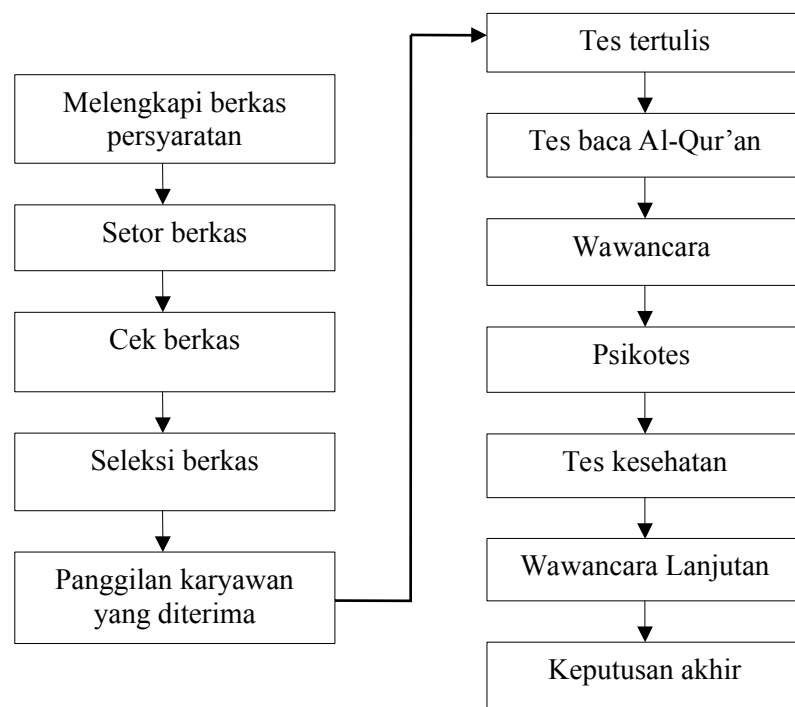 Melengkapi berkas
persyaratan
Setor berkas
Cek berkas
Seleksi berkas
Panggilan karyawan
yang diterima
Tes tertulis
Tes baca Al-Qur’an
Wawancara
Psikotes
Tes kesehatan
Wawancara Lanjutan
Keputusan akhir